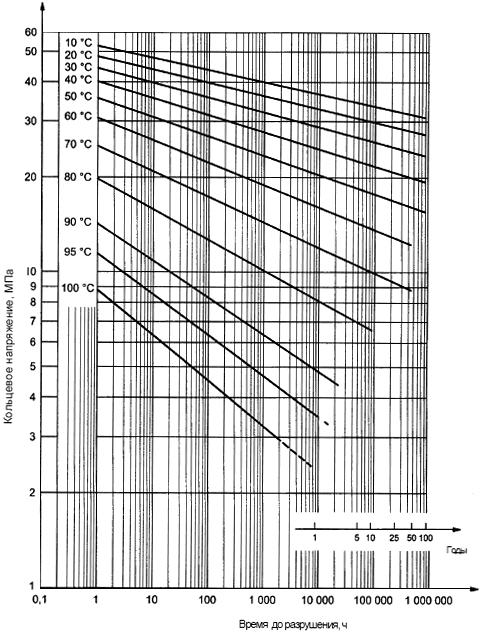 60
50
40
30
20
10
9
8
7
6
5
4
3
2
1
10 °C
20 °C
30 °C
40 °C
50 °C
60 °C
70 °C
80 °C
90 °C
95 °C
100 °C
Кольцевое напряжение, МПа
1 5 10 25 50 100
Годы
0,1 1 10 100 1 000 10 000 100 000 1 000 000
Время до разрушения, ч